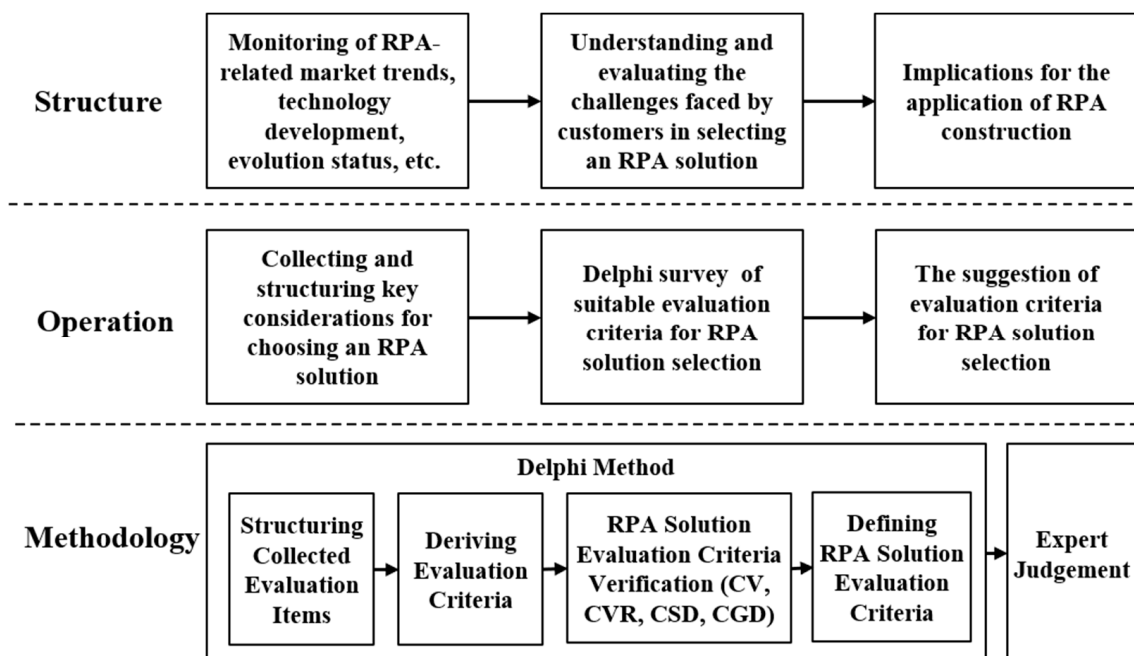 Structure
Monitoring of RPA-
related market trends,
technology
development,
evolution status, etc.
Understanding and
evaluating the
challenges faced by
customers in selecting
an RPA solution
Implications for the
application of RPA
construction
Operation
Collecting and
structuring key
considerations for
choosing an RPA
solution
Delphi survey of
suitable evaluation
criteria for RPA
solution selection
The suggestion of
evaluation criteria
for RPA solution
selection
Methodology
Delphi Method
Structuring
Collected
Evaluation
Items
Deriving
Evaluation
Criteria
RPA Solution
Evaluation Criteria
Verification (CV,
CVR, CSD, CGD)
Defining
RPA Solution
Evaluation
Criteria
Expert
Judgement